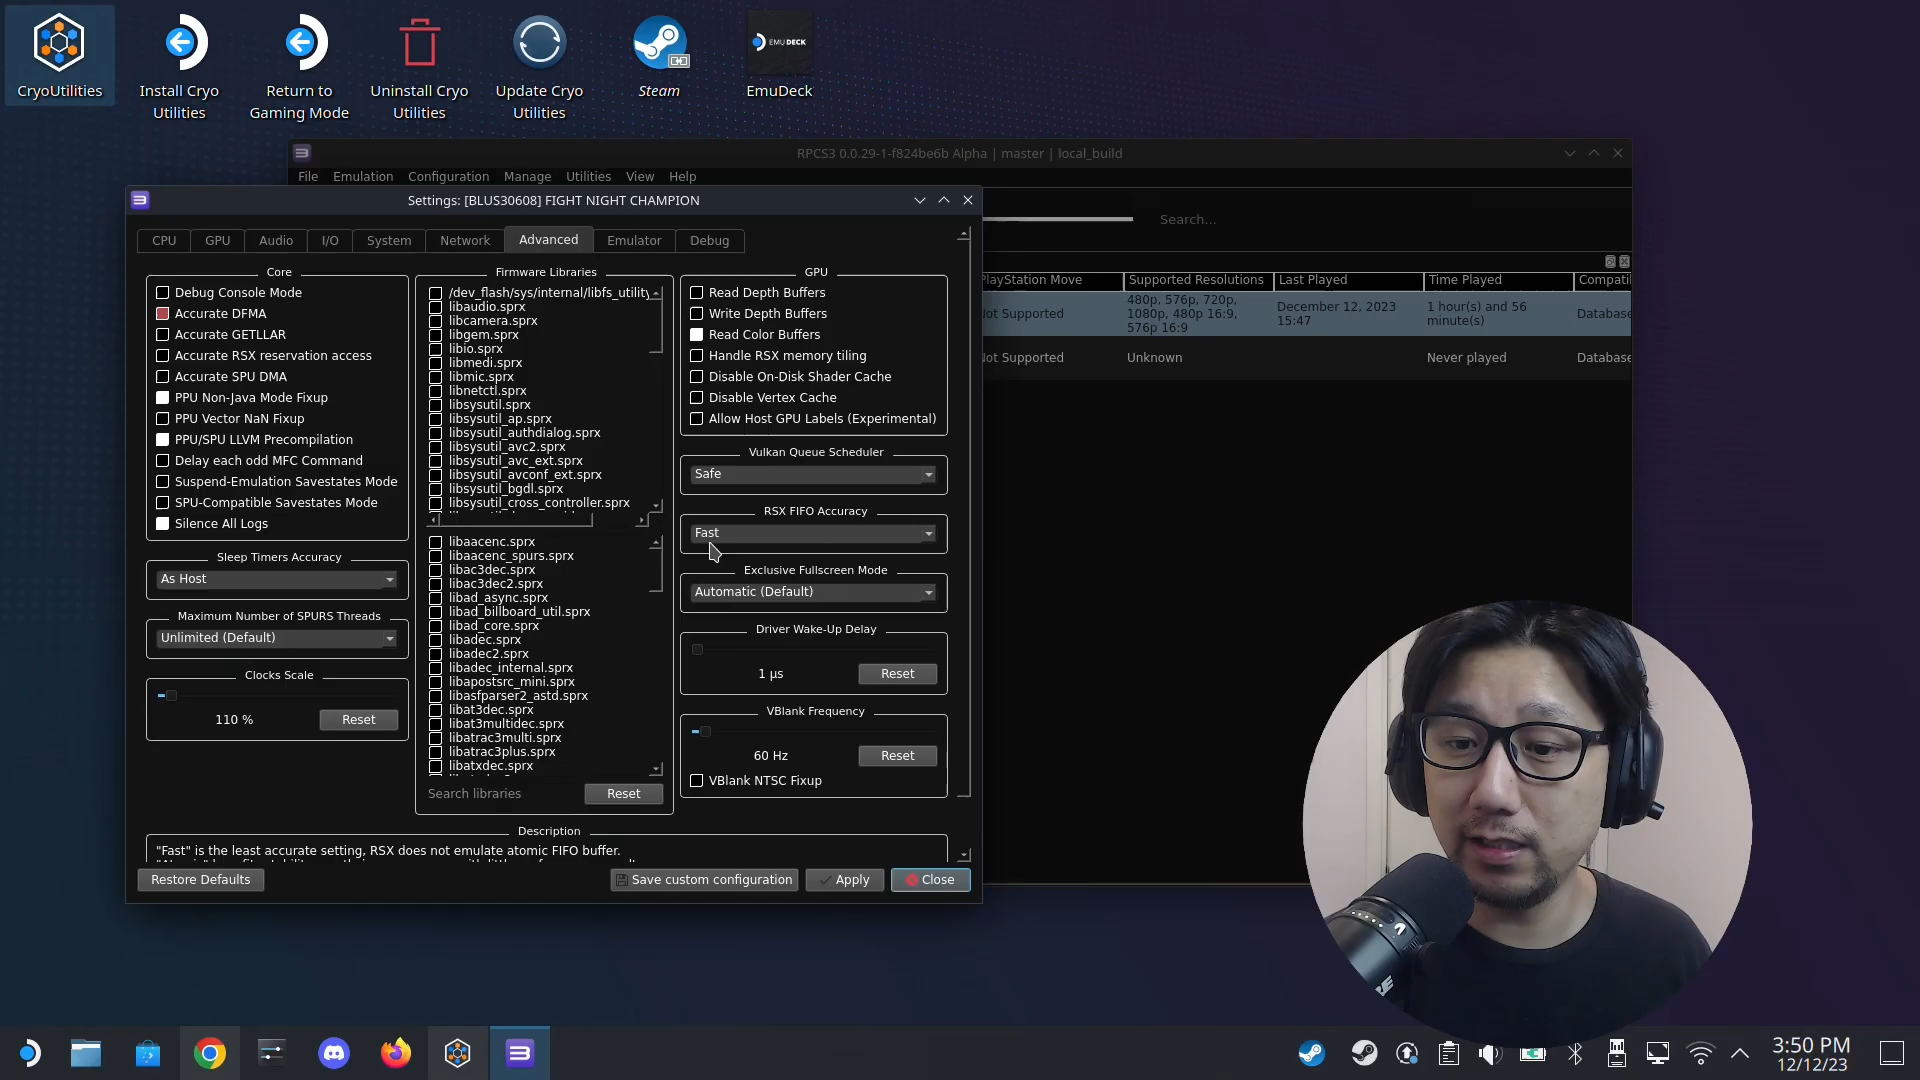 CryoUtilities
Install Cryo
Utilities
Return to
Gaming Mode
Uninstall Cryo
Utilities
Update Cryo
Utilities
Steam
EMUDECK
EmuDeck
RPCS3 0.0.29-1-f824be6b Alpha | master | local_build
File
Emulation
Configuration
Manage
Utilities
View
Help
Search...
PlayStation Move
Supported Resolutions
Last Played
Time Played
Compati
Not Supported
480p, 576p, 720p,
1080p, 480p 16:9,
576p 16:9
December 12, 2023
15:47
1 hour(s) and 56
minute(s)
Database
Not Supported
Unknown
Never played
Database
Settings: [BLUS30608] FIGHT NIGHT CHAMPION
CPU
GPU
Audio
I/O
System
Network
Advanced
Emulator
Debug
Core
Debug Console Mode
Accurate DFMA
Accurate GETLLAR
Accurate RSX reservation access
Accurate SPU DMA
PPU Non-Java Mode Fixup
PPU Vector NaN Fixup
PPU/SPU LLVM Precompilation
Delay each odd MFC Command
Suspend-Emulation Savestates Mode
SPU-Compatible Savestates Mode
Silence All Logs
Sleep Timers Accuracy
As Host
Maximum Number of SPURS Threads
Unlimited (Default)
Clocks Scale
110 %
Reset
Firmware Libraries
/dev_flash/sys/internal/libfs_utility
libaudio.sprx
libcamera.sprx
libgem.sprx
libio.sprx
libmedi.sprx
libmic.sprx
libnetctl.sprx
libsysutil.sprx
libsysutil_ap.sprx
libsysutil_authdialog.sprx
libsysutil_avc2.sprx
libsysutil_avc_ext.sprx
libsysutil_avconf_ext.sprx
libsysutil_bgdl.sprx
libsysutil_cross_controller.sprx
libaacenc.sprx
libaacenc_spurs.sprx
libac3dec.sprx
libac3dec2.sprx
libad_async.sprx
libad_billboard_util.sprx
libad_core.sprx
libadec.sprx
libadec2.sprx
libadec_internal.sprx
libapostsrc_mini.sprx
libasfparser2_astd.sprx
libat3dec.sprx
libat3multidec.sprx
libatrac3multi.sprx
libatrac3plus.sprx
libatxdec.sprx
Search libraries
Reset
GPU
Read Depth Buffers
Write Depth Buffers
Read Color Buffers
Handle RSX memory tiling
Disable On-Disk Shader Cache
Disable Vertex Cache
Allow Host GPU Labels (Experimental)
Vulkan Queue Scheduler
Safe
RSX FIFO Accuracy
Fast
Exclusive Fullscreen Mode
Automatic (Default)
Driver Wake-Up Delay
1 µs
Reset
VBlank Frequency
60 Hz
Reset
VBlank NTSC Fixup
Description
"Fast" is the least accurate setting, RSX does not emulate atomic FIFO buffer.
Restore Defaults
Save custom configuration
Apply
Close
3:50 PM
12/12/23